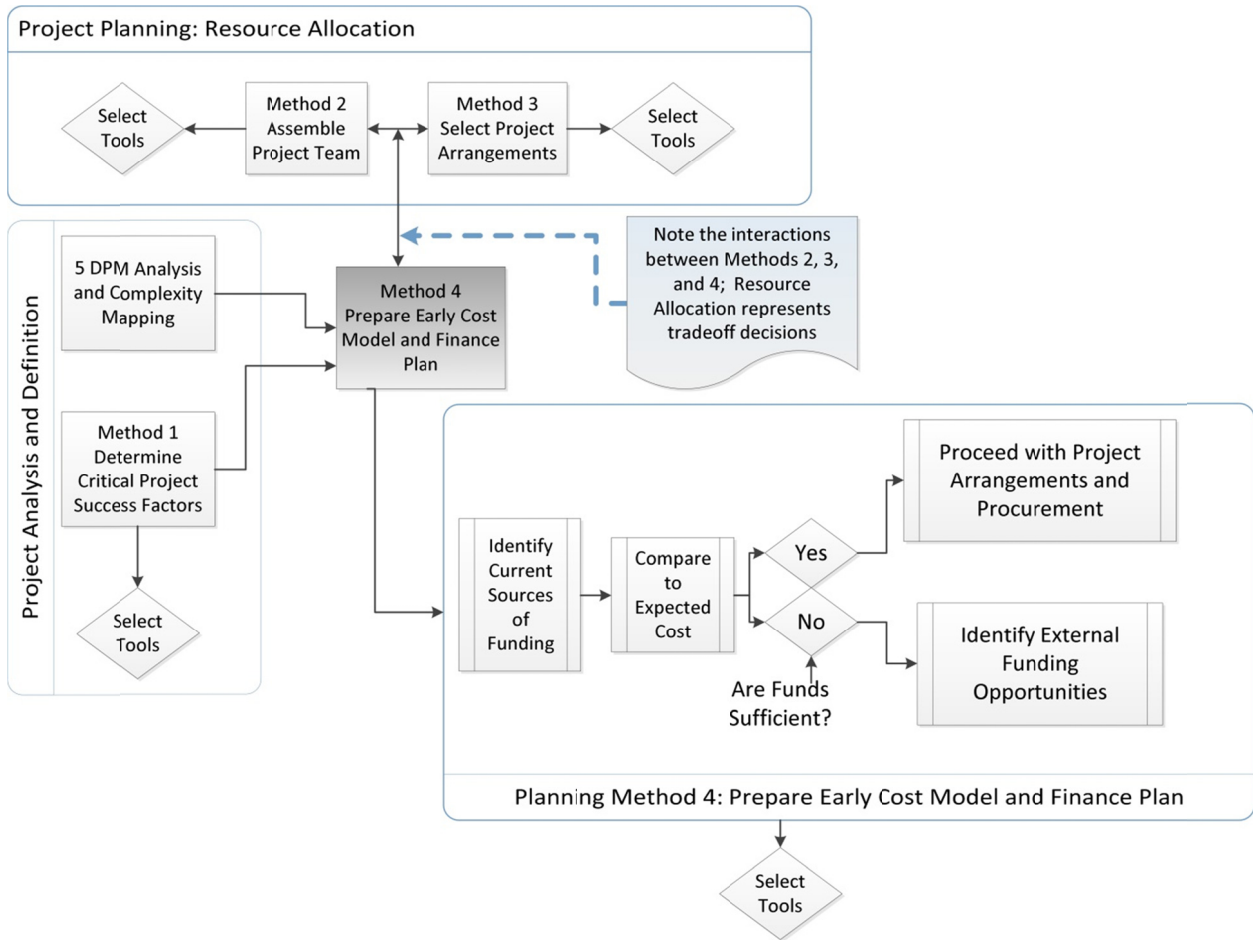 Project Planning: Resource Allocation
Select
Tools
Method 2
Assemble
Project Team
Method 3
Select Project
Arrangements
Select
Tools
Project Analysis and Definition
5 DPM Analysis
and Complexity
Mapping
Method 1
Determine
Critical Project
Success Factors
Select
Tools
Method 4
Prepare Early Cost
Model and Finance
Plan
Note the interactions
between Methods 2, 3,
and 4; Resource
Allocation represents
tradeoff decisions
Identify
Current
Sources
of
Funding
Compare
to
Expected
Cost
Yes
No
Are Funds
Sufficient?
Proceed with Project
Arrangements and
Procurement
Identify External
Funding
Opportunities
Planning Method 4: Prepare Early Cost Model and Finance Plan
Select
Tools